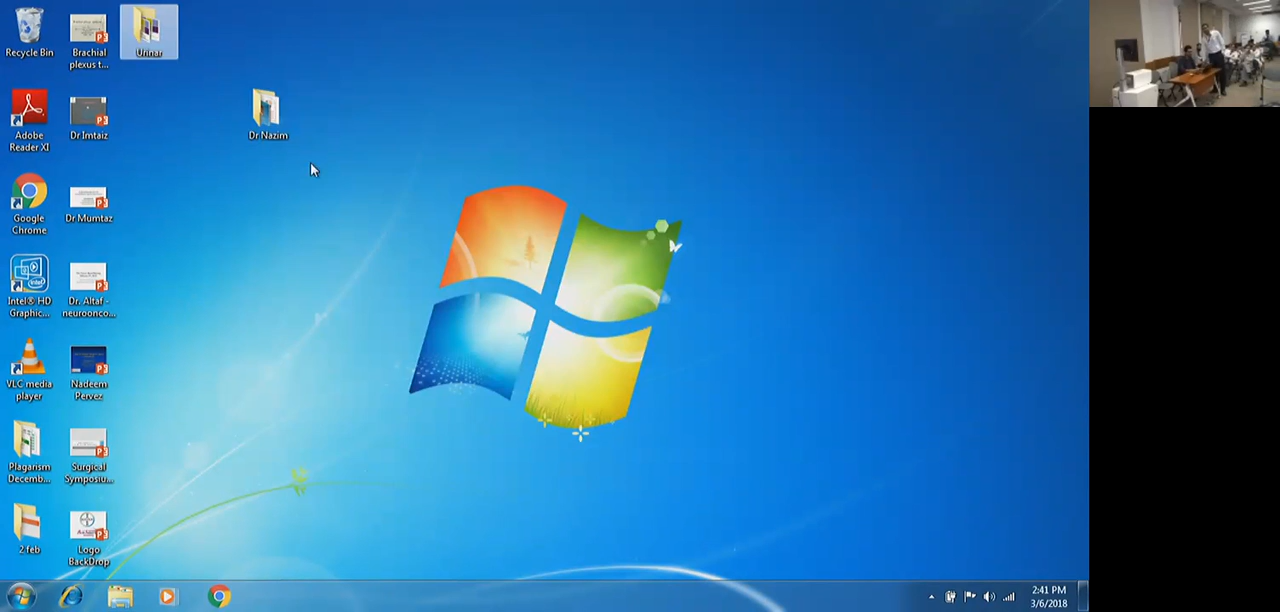 Recycle Bin
Brachial
plexus t...
Urinar
Adobe
Reader XI
Dr Imtaiz
Dr Nazim
Google
Chrome
Dr Mumtaz
Intel® HD
Graphic...
Dr. Altaf -
neuroonco...
VLC media
player
Nadeem
Pervez
Plagarism
Decemb...
Surgical
Symposiu...
2 feb
Logo
BackDrop
2:41 PM
3/6/2018